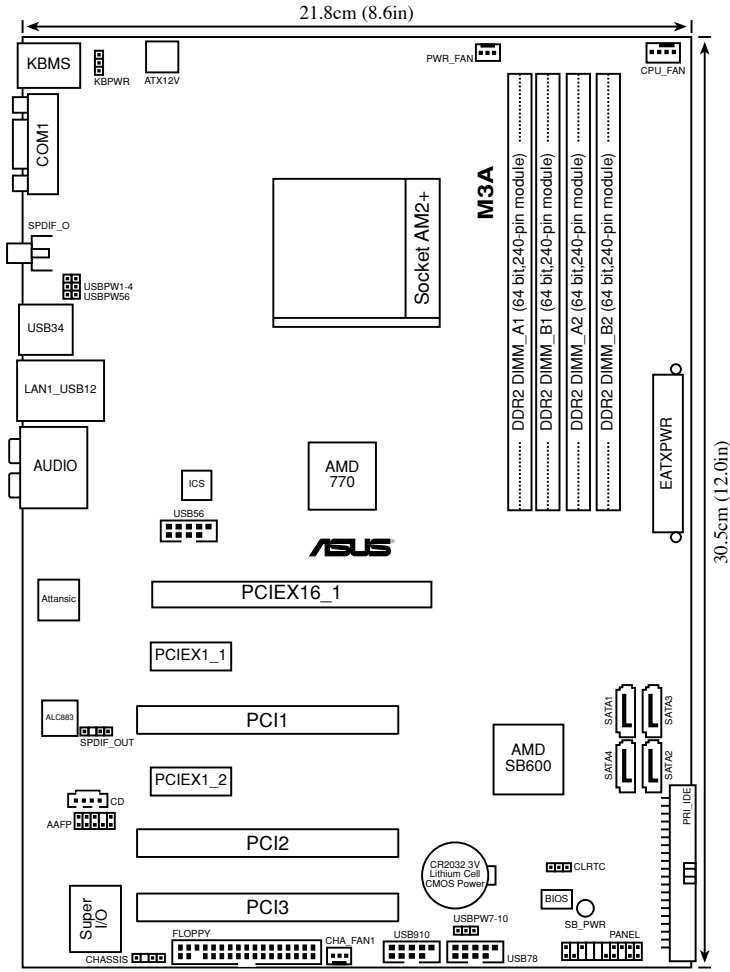 21.8cm (8.6in)
KBMS
KBPWR
ATX12V
PWR_FAN
CPU_FAN
COM1
M3A
Socket AM2+
DDR2 DIMM_A1 (64 bit,240-pin module)
DDR2 DIMM_B1 (64 bit,240-pin module)
DDR2 DIMM_A2 (64 bit,240-pin module)
DDR2 DIMM_B2 (64 bit,240-pin module)
SPDIF_O
USBPW1-4
USBPW56
USB34
LAN1_USB12
EATXPWR
30.5cm (12.0in)
AUDIO
AMD
770
ICS
USB56
ASUS
Attansic
PCIEX16_1
PCIEX1_1
ALC883
SPDIF_OUT
PCI1
SATA1
SATA3
AMD
SB600
SATA4
SATA2
PCIEX1_2
CD
AAFP
PRI_IDE
PCI2
CR2032 3V
Lithium Cell
CMOS Power
CLRTC
Super
I/O
PCI3
BIOS
SB_PWR
USBPW7-10
FLOPPY
CHA_FAN1
USB910
PANEL
CHASSIS
USB78